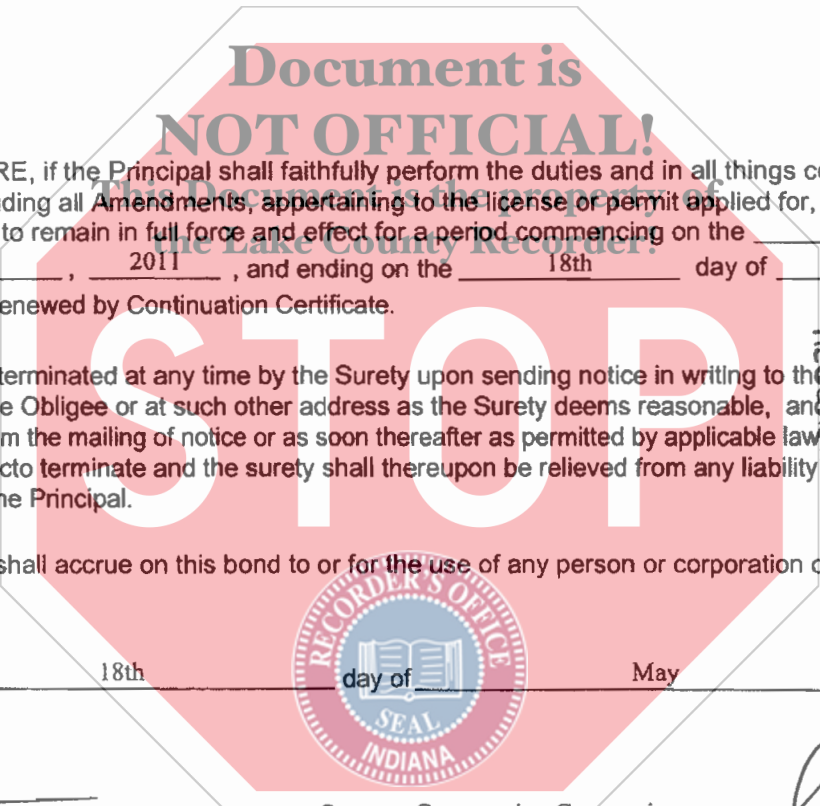 Document is
NOT OFFICIAL!
This Document is the property of
the Lake County Recorder!
RE, if the Principal shall faithfully perform the duties and in all things c
ding all Amendments, appertaining to the license or permit applied for,
to remain in full force and effect for a period commencing on the
, 2011 , and ending on the 18th day of
enewed by Continuation Certificate.
STOP
terminated at any time by the Surety upon sending notice in writing to the
e Obligee or at such other address as the Surety deems reasonable, and
m the mailing of notice or as soon thereafter as permitted by applicable law
cto terminate and the surety shall thereupon be relieved from any liability
he Principal.
shall accrue on this bond to or for the use of any person or corporation o
RECORDER'S OFFICE
18th day of May
SEAL
INDIANA